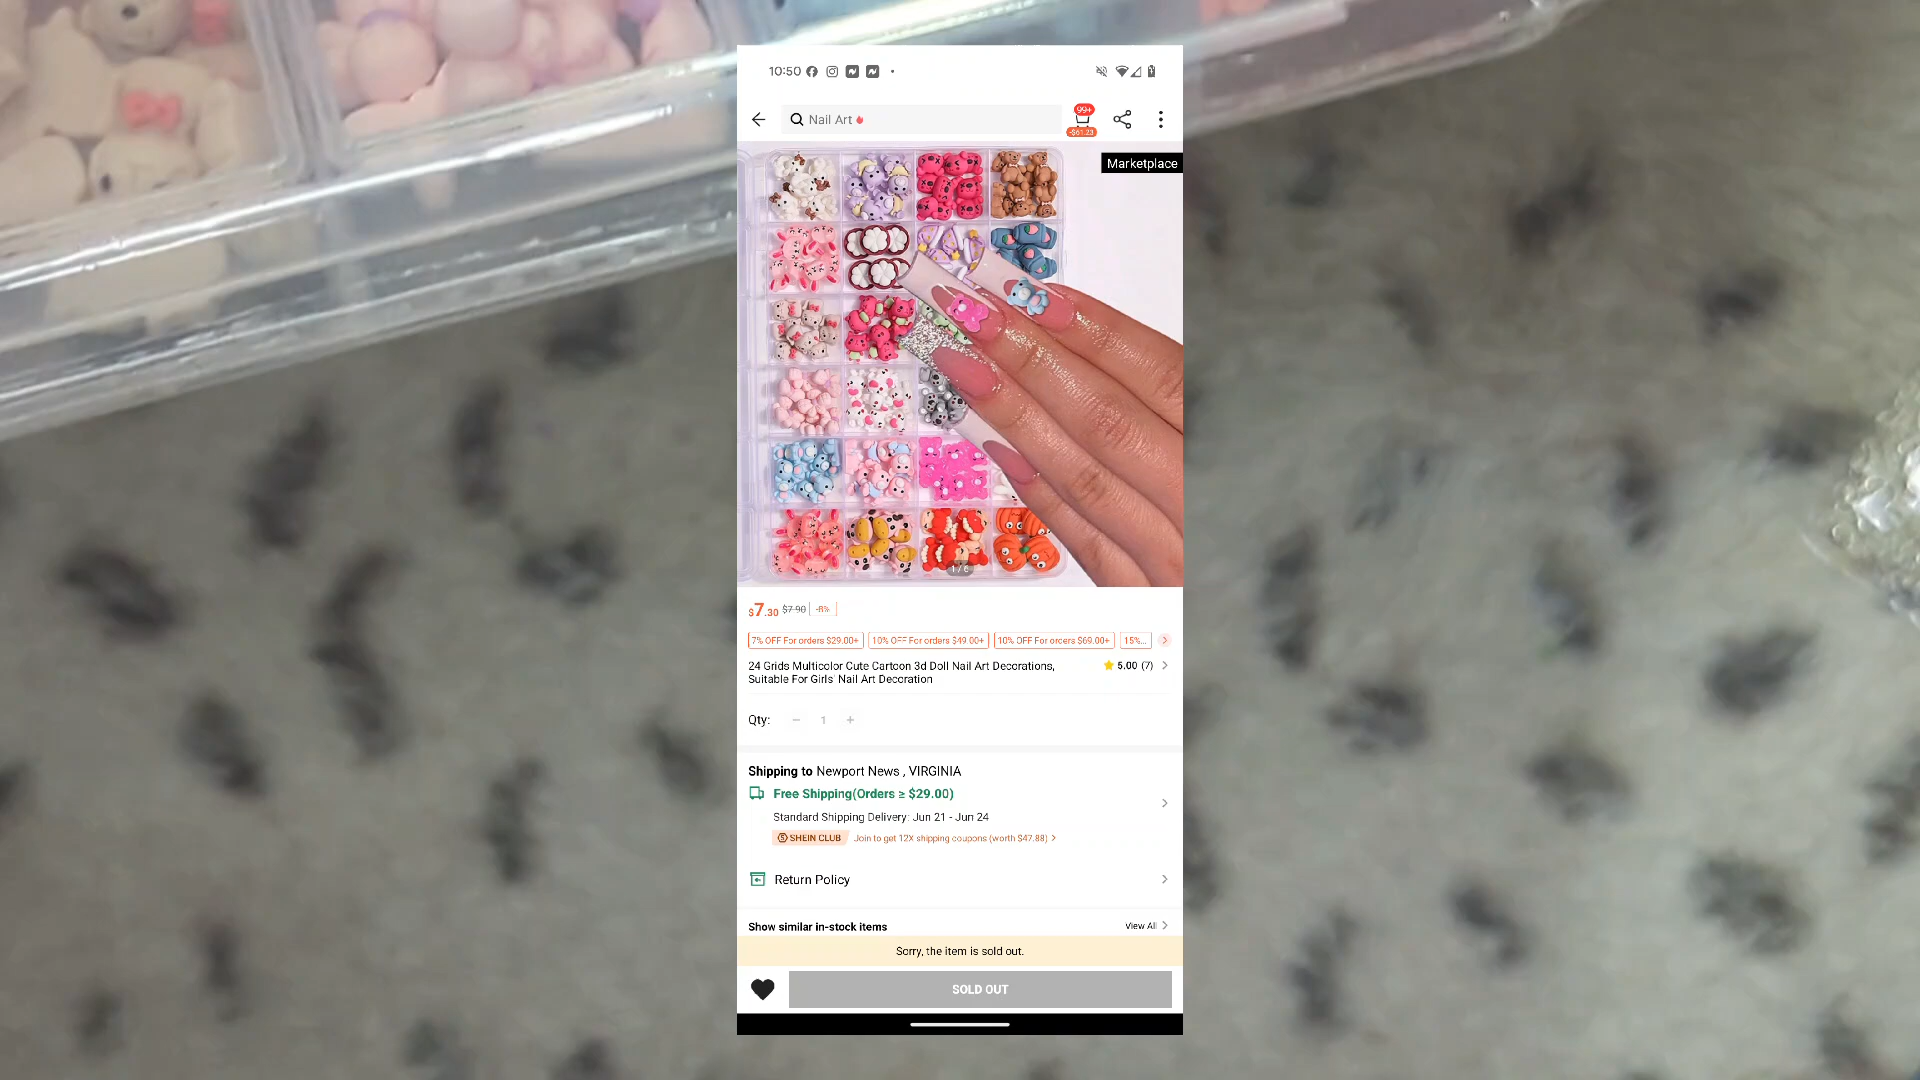 10:50
Nail Art
99+
-$61.23
Marketplace
1/6
$7.30 $7.90 -8%
7% OFF For orders $29.00+ 10% OFF For orders $49.00+ 10% OFF For orders $69.00+ 15%...
24 Grids Multicolor Cute Cartoon 3d Doll Nail Art Decorations,
Suitable For Girls' Nail Art Decoration
5.00 (7)
Qty: − 1 +
Shipping to Newport News , VIRGINIA
Free Shipping(Orders ≥ $29.00)
Standard Shipping Delivery: Jun 21 - Jun 24
S SHEIN CLUB Join to get 12X shipping coupons (worth $47.88) >
Return Policy
Show similar in-stock items View All
Sorry, the item is sold out.
SOLD OUT